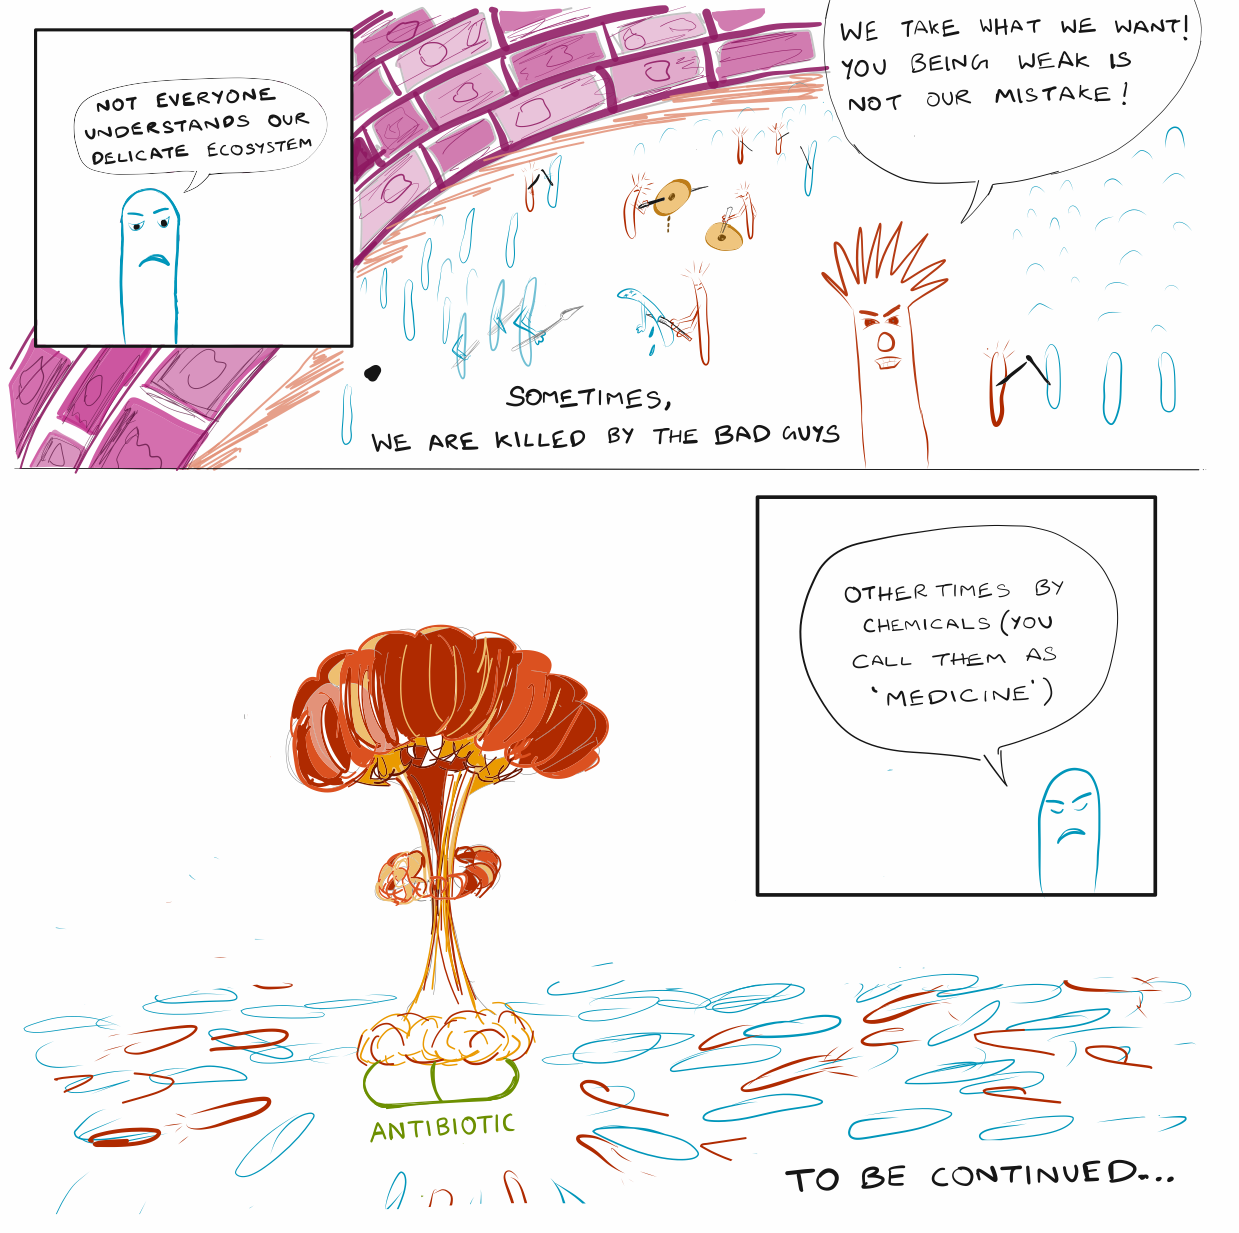 NOT EVERYONE
UNDERSTANDS OUR
DELICATE ECOSYSTEM
WE TAKE WHAT WE WANT!
YOU BEING WEAK IS
NOT OUR MISTAKE!
SOMETIMES,
WE ARE KILLED BY THE BAD GUYS
OTHER TIMES BY
CHEMICALS (YOU
CALL THEM AS
'MEDICINE')
ANTIBIOTIC
TO BE CONTINUED...